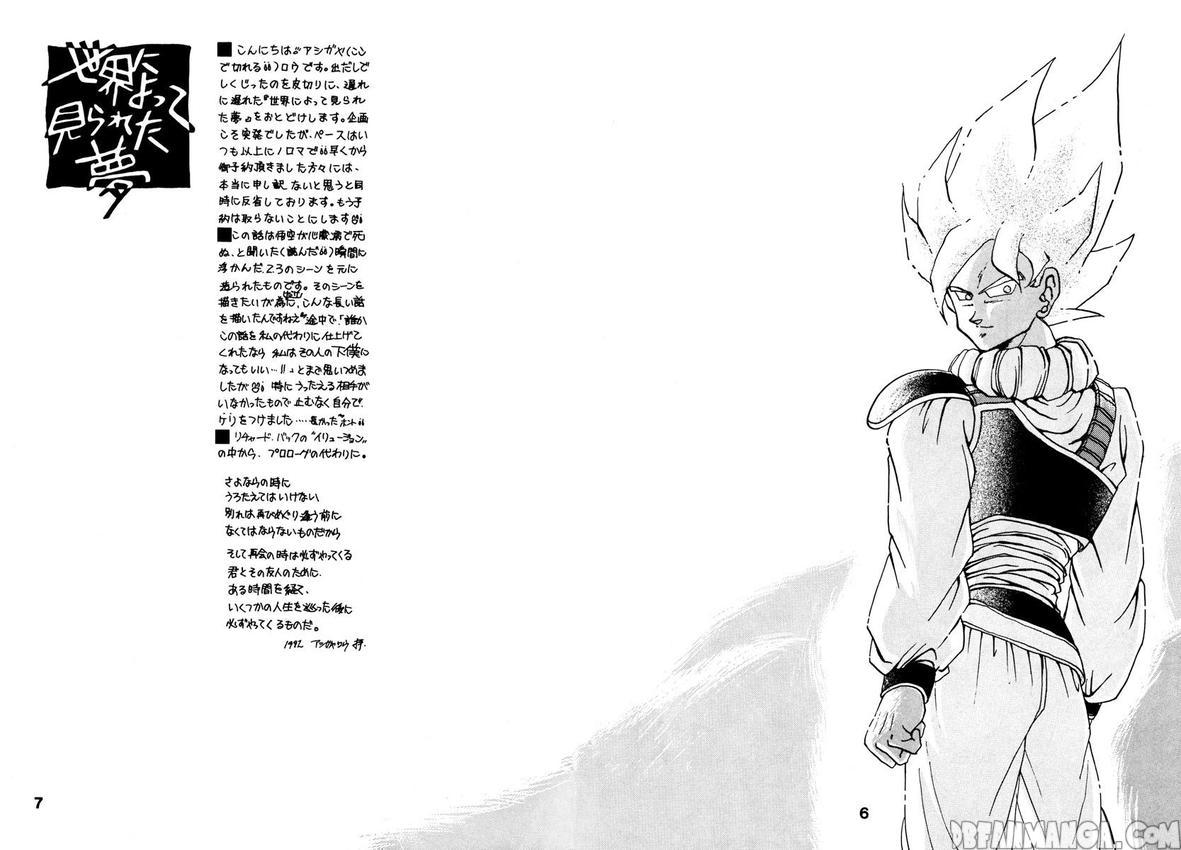 世界によって
見られた
夢
■こんにちは!!アシガヤ(ここ
で切れる!!)ロウです。出だしで
しくじったのを皮切りに、遅れ
に遅れた『世界によって見られ
た夢』をおとどけします。企画
こそ突発でしたが、ペースはい
つも以上にノロマで!!早くから
御予約頂きました方々には、
本当に申し訳ないと思うと同
時に反省しております。もう予
約は取らないことにします
■この話は悟空が心臓病で死
ぬ、と聞いた(読んだ!!)瞬間に
浮かんだ、ころのシーンを元に
造られたものです。そのシーンを
描きたいが為に、こんな長い話
を描いたんですねえ 途中で「誰か
この話を私の代わりに仕上げて
くれたなら 私はその人の下僕に
なってもいい…!!」とまで思いつめま
したが 特にうったえる相手が
いなかったもので 止むなく自分で、
ケリをつけました……長かった ホント!!
■リチャード・バックの“イリュージョン”
の中から、プロローグの代わりに。
さよならの時に
うろたえてはいけない
別れは再びめぐり逢う前に
なくてはならないものだから
そして再会の時は必ずやってくる
君とその友人のために、
ある時間を経て、
いくつかの人生を巡った後に
必ずやってくるものだ。
1992 アシガヤロウ 拝.
7
6
DBFANMANGA.COM